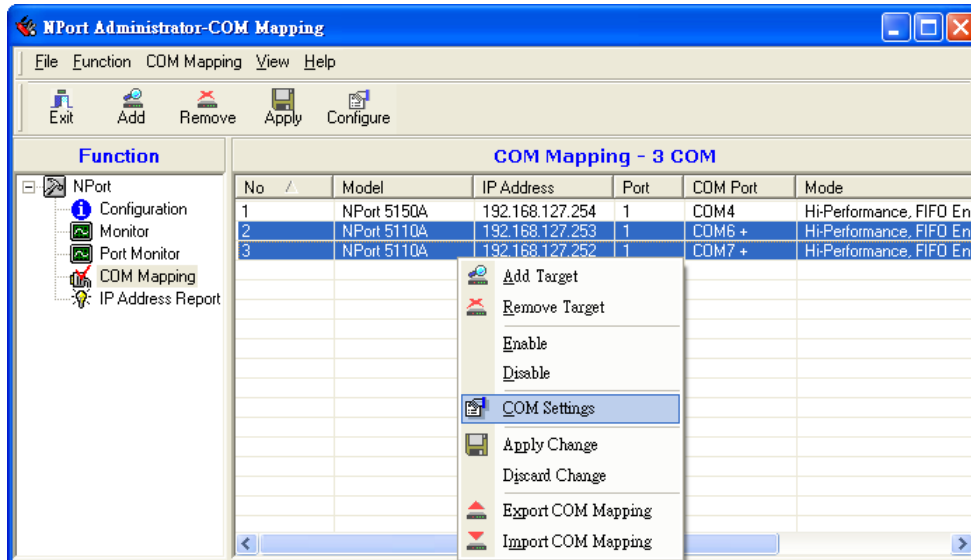 NPort Administrator-COM Mapping
File Function COM Mapping View Help
Exit Add Remove Apply Configure
Function
COM Mapping - 3 COM
NPort
Configuration
Monitor
Port Monitor
COM Mapping
IP Address Report
No Model IP Address Port COM Port Mode
1 NPort 5150A 192.168.127.254 1 COM4 Hi-Performance, FIFO En
2 NPort 5110A 192.168.127.253 1 COM6 + Hi-Performance, FIFO En
3 NPort 5110A 192.168.127.252 1 COM7 + Hi-Performance, FIFO En
Add Target
Remove Target
Enable
Disable
COM Settings
Apply Change
Discard Change
Export COM Mapping
Import COM Mapping